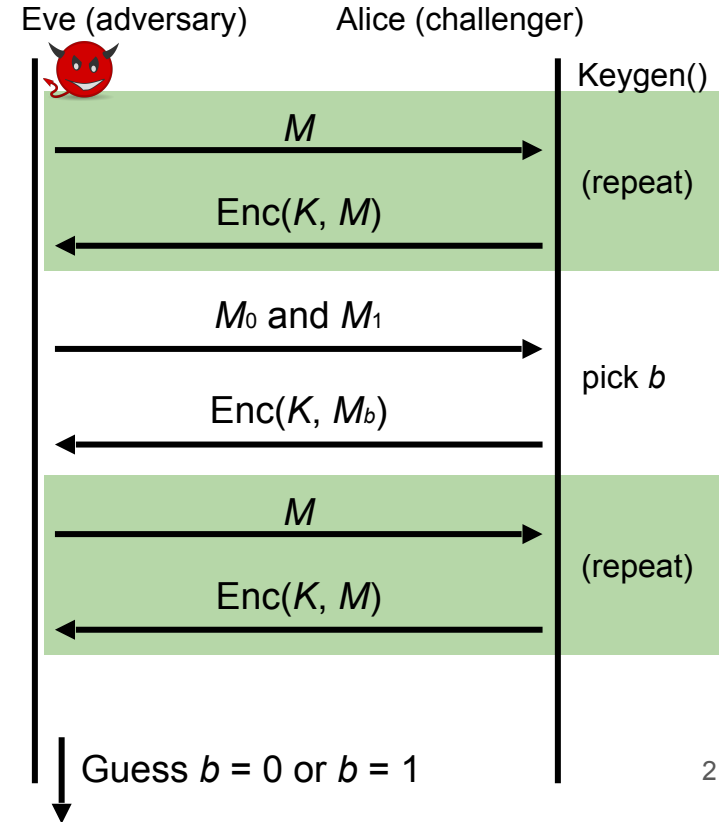 Eve (adversary) Alice (challenger)
Keygen()
M
(repeat)
Enc(K, M)
M₀ and M₁
pick b
Enc(K, M_b)
M
(repeat)
Enc(K, M)
Guess b = 0 or b = 1
2